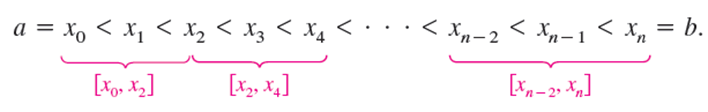 a = x₀ < x₁ < x₂ < x₃ < x₄ < · · · < xₙ₋₂ < xₙ₋₁ < xₙ = b.
[x₀, x₂] [x₂, x₄] [xₙ₋₂, xₙ]